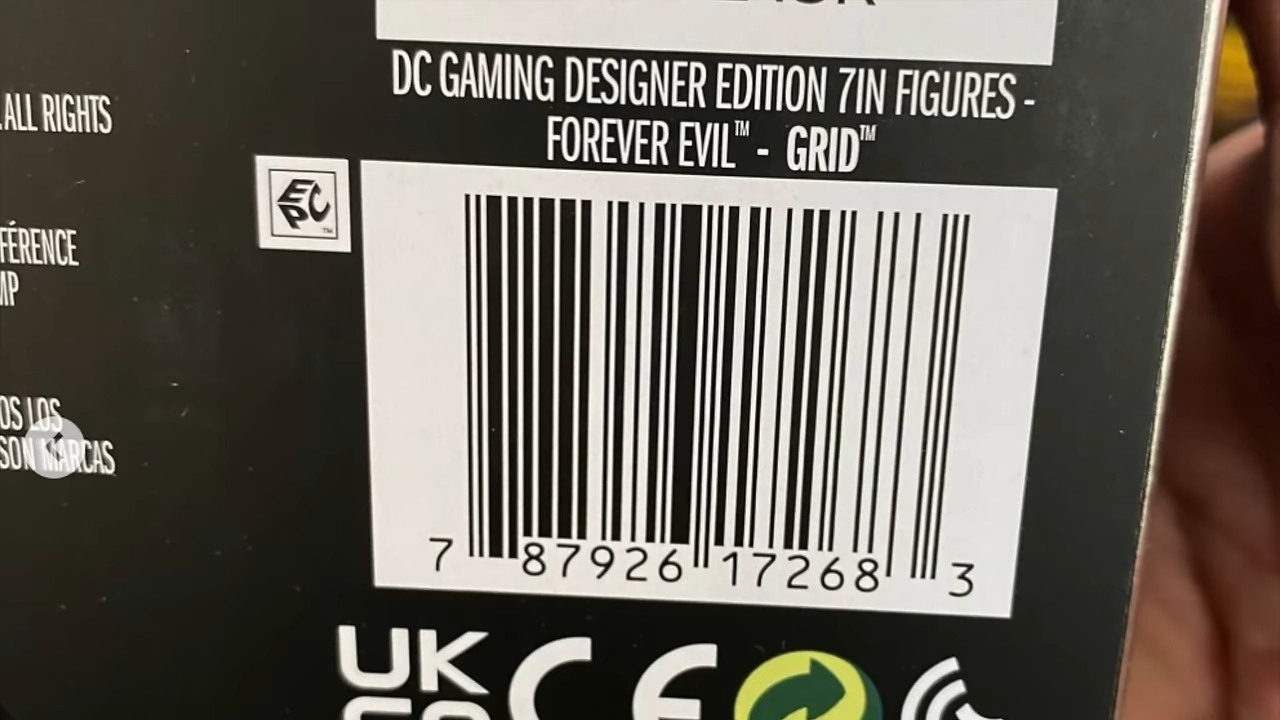 DC GAMING DESIGNER EDITION 7IN FIGURES -
FOREVER EVIL™ - GRID™
ALL RIGHTS
EPC™
FÉRENCE
MP
OS LOS
SON MARCAS
7 87926 17268 3
UK
CE